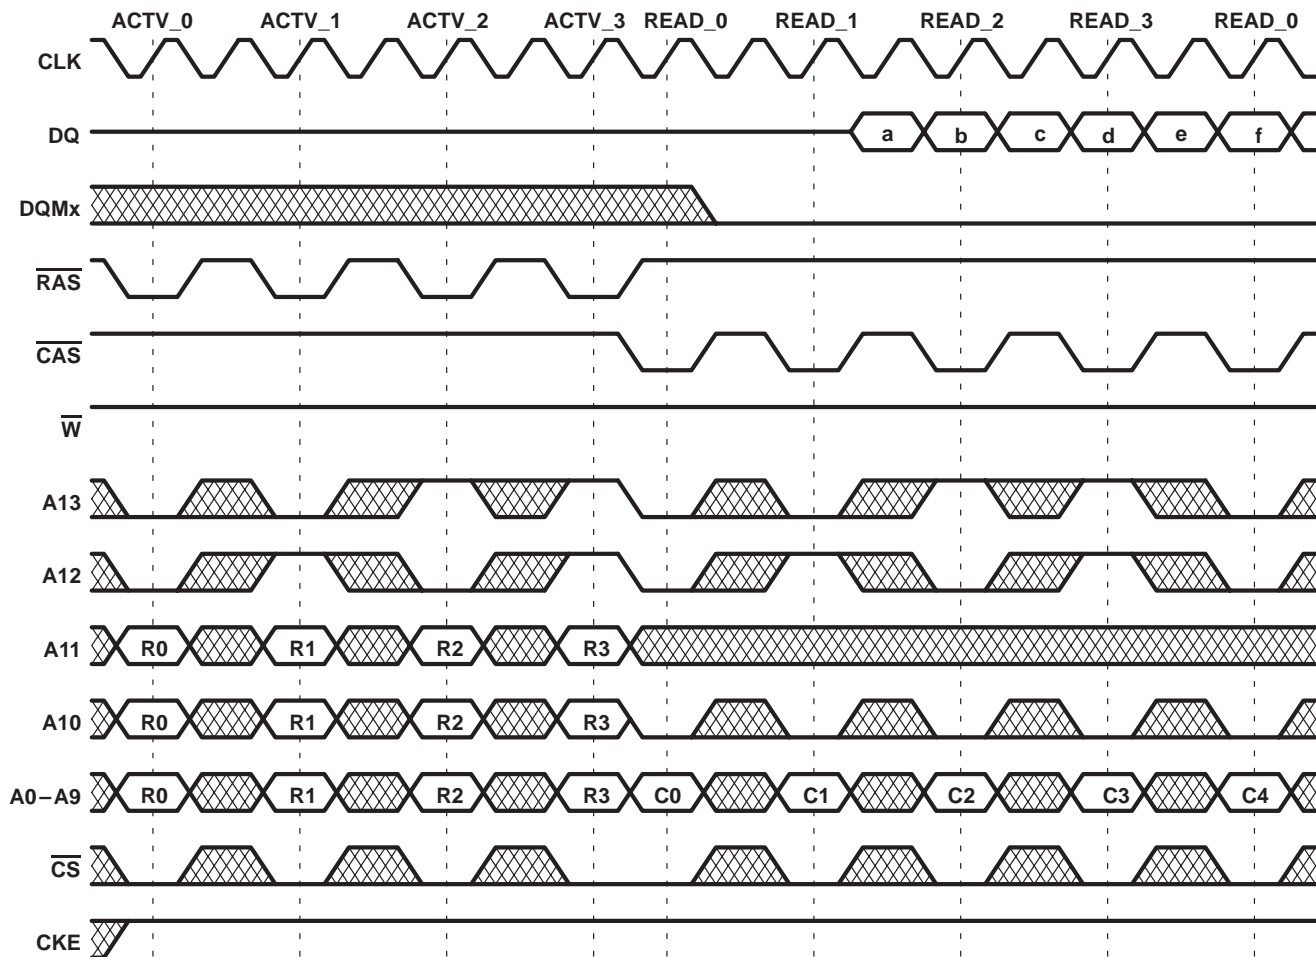 ACTV_0 ACTV_1 ACTV_2 ACTV_3 READ_0 READ_1 READ_2 READ_3 READ_0
CLK
DQ a b c d e f
DQMx
RAS
CAS
W
A13
A12
A11 R0 R1 R2 R3
A10 R0 R1 R2 R3
A0–A9 R0 R1 R2 R3 C0 C1 C2 C3 C4
CS
CKE